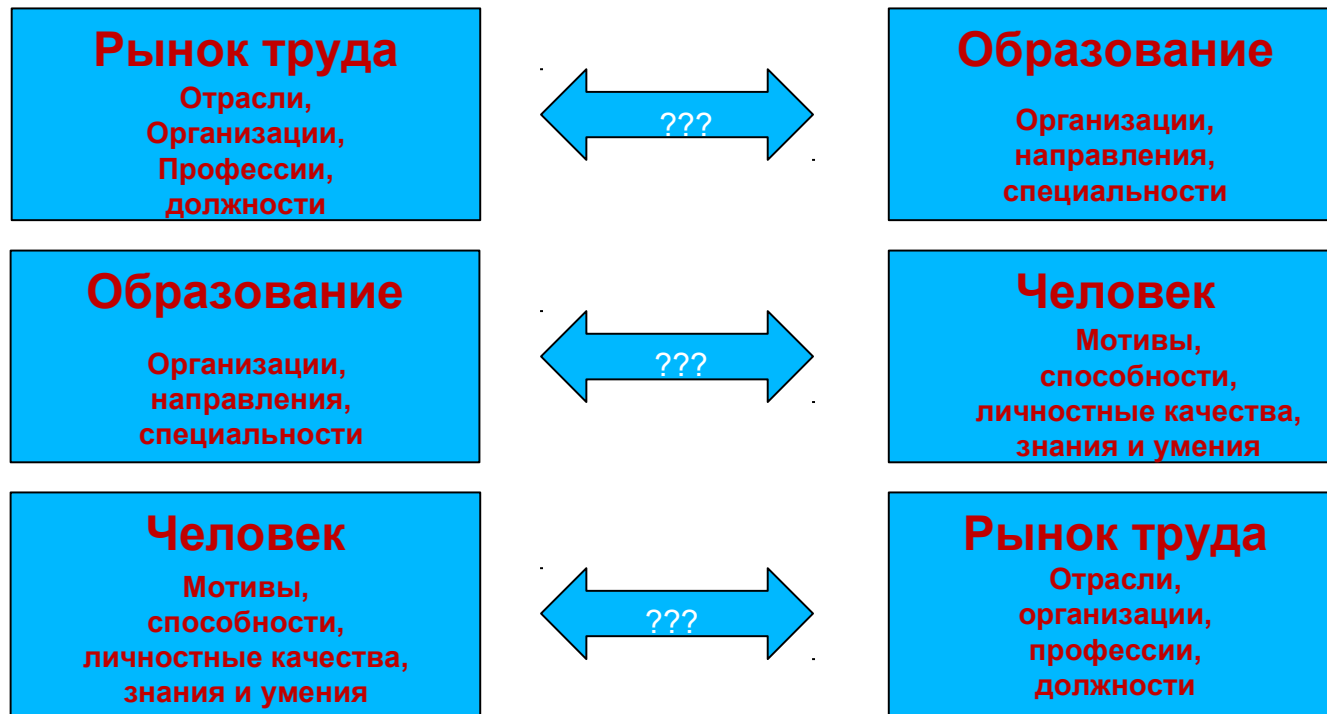 Рынок труда
Отрасли,
Организации,
Профессии,
должности
???
Образование
Организации,
направления,
специальности
Образование
Организации,
направления,
специальности
???
Человек
Мотивы,
способности,
личностные качества,
знания и умения
Человек
Мотивы,
способности,
личностные качества,
знания и умения
???
Рынок труда
Отрасли,
организации,
профессии,
должности